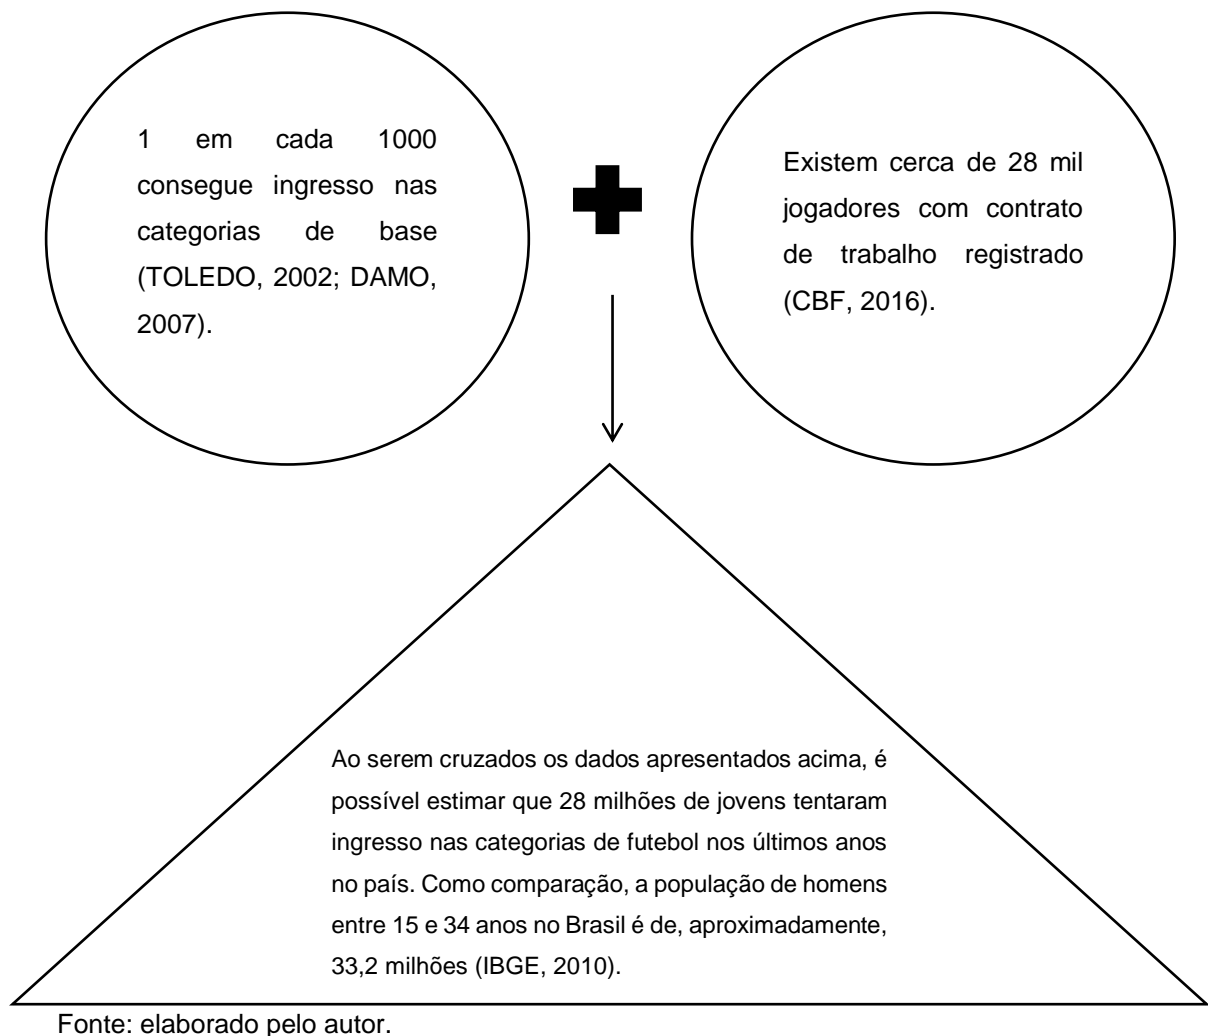 1 em cada 1000
consegue ingresso nas
categorias de base
(TOLEDO, 2002; DAMO,
2007).
Existem cerca de 28 mil
jogadores com contrato
de trabalho registrado
(CBF, 2016).
Ao serem cruzados os dados apresentados acima, é
possível estimar que 28 milhões de jovens tentaram
ingresso nas categorias de futebol nos últimos anos
no país. Como comparação, a população de homens
entre 15 e 34 anos no Brasil é de, aproximadamente,
33,2 milhões (IBGE, 2010).
Fonte: elaborado pelo autor.